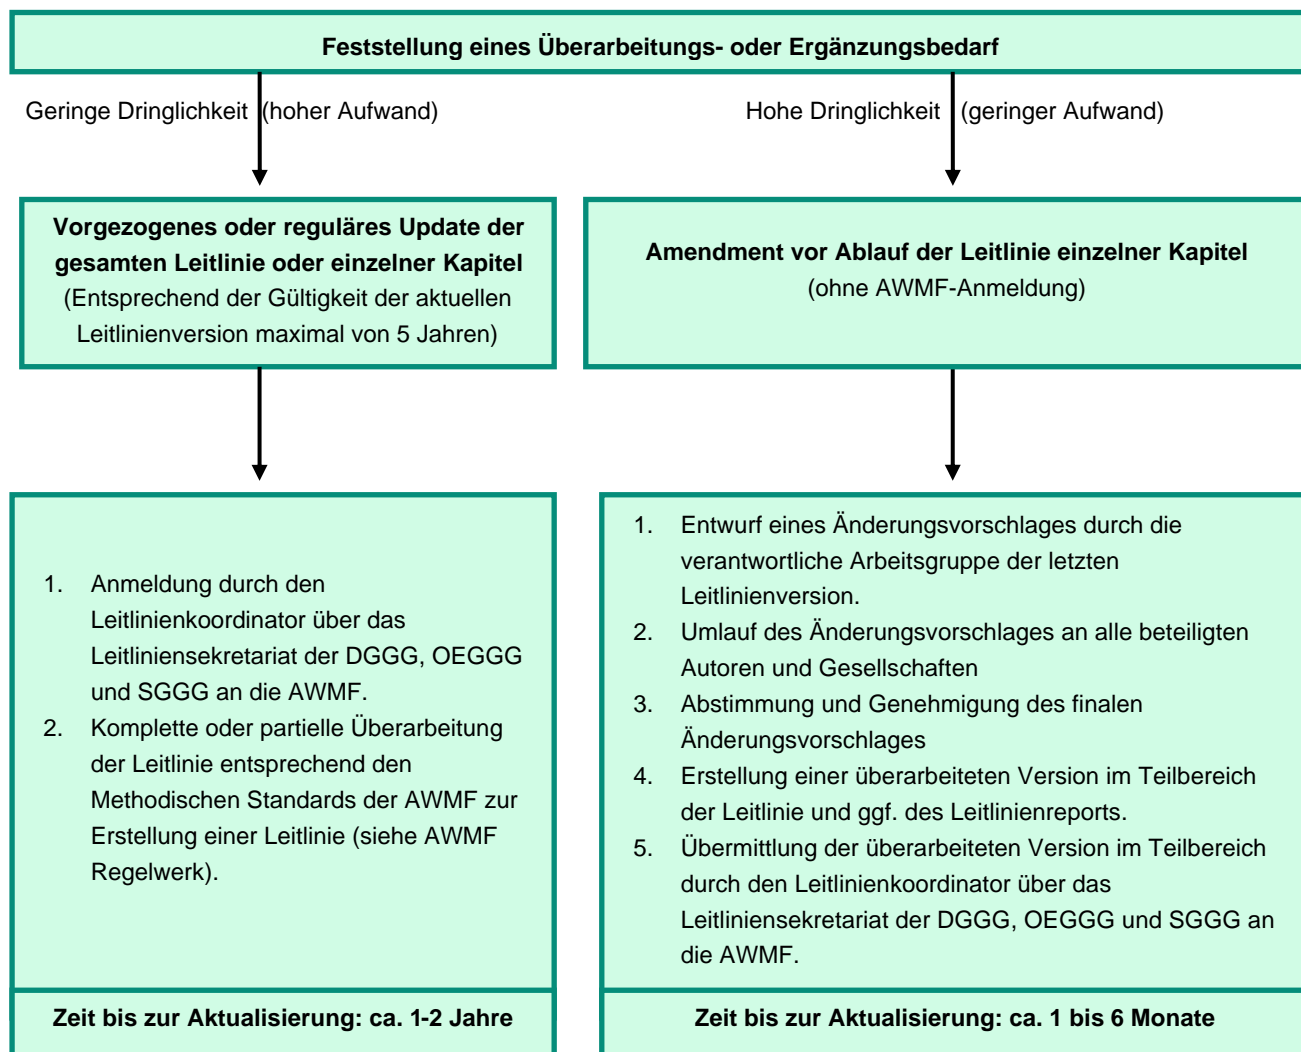 Feststellung eines Überarbeitungs- oder Ergänzungsbedarf
Geringe Dringlichkeit (hoher Aufwand)
Hohe Dringlichkeit (geringer Aufwand)
Vorgezogenes oder reguläres Update der
gesamten Leitlinie oder einzelner Kapitel
(Entsprechend der Gültigkeit der aktuellen
Leitlinienversion maximal von 5 Jahren)
Amendment vor Ablauf der Leitlinie einzelner Kapitel
(ohne AWMF-Anmeldung)
1. Anmeldung durch den
Leitlinienkoordinator über das
Leitliniensekretariat der DGGG, OEGGG
und SGGG an die AWMF.
2. Komplette oder partielle Überarbeitung
der Leitlinie entsprechend den
Methodischen Standards der AWMF zur
Erstellung einer Leitlinie (siehe AWMF
Regelwerk).
Zeit bis zur Aktualisierung: ca. 1-2 Jahre
1. Entwurf eines Änderungsvorschlages durch die
verantwortliche Arbeitsgruppe der letzten
Leitlinienversion.
2. Umlauf des Änderungsvorschlages an alle beteiligten
Autoren und Gesellschaften
3. Abstimmung und Genehmigung des finalen
Änderungsvorschlages
4. Erstellung einer überarbeiteten Version im Teilbereich
der Leitlinie und ggf. des Leitlinienreports.
5. Übermittlung der überarbeiteten Version im Teilbereich
durch den Leitlinienkoordinator über das
Leitliniensekretariat der DGGG, OEGGG und SGGG an
die AWMF.
Zeit bis zur Aktualisierung: ca. 1 bis 6 Monate